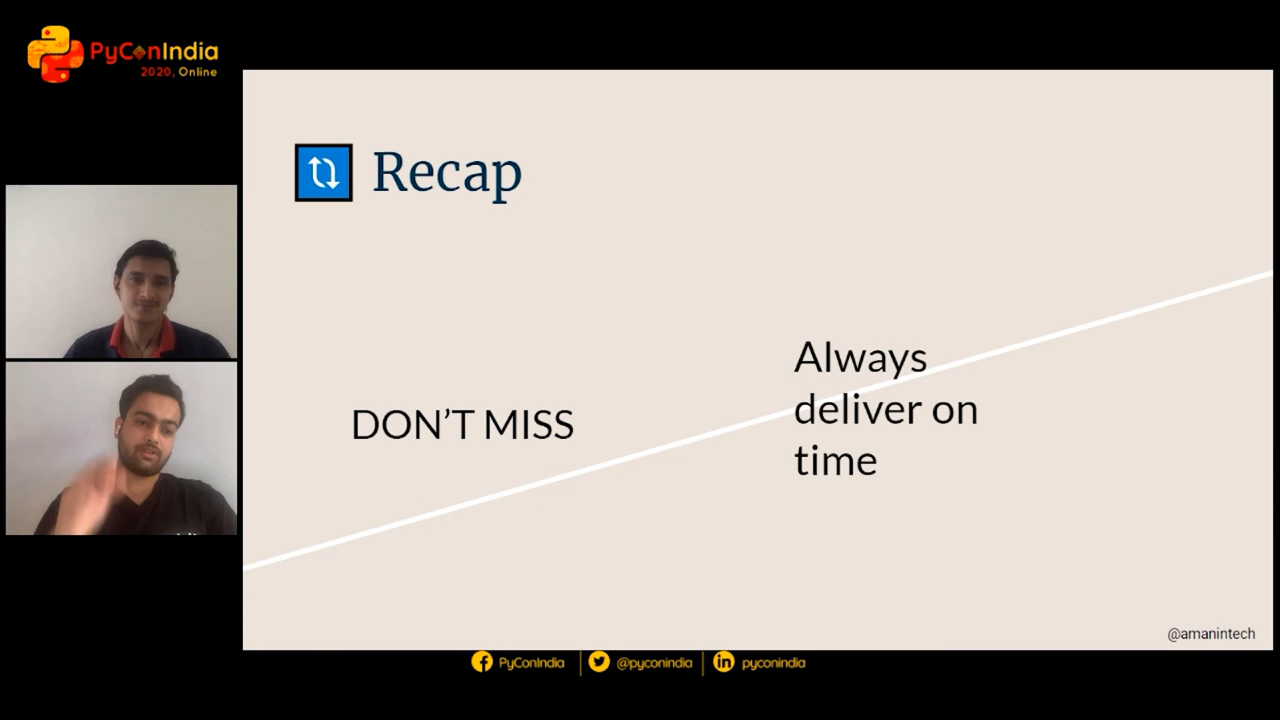 PyConIndia
2020, Online
Recap
DON'T MISS
Always
deliver on
time
@amanintech
PyConIndia
@pyconindia
pyconindia